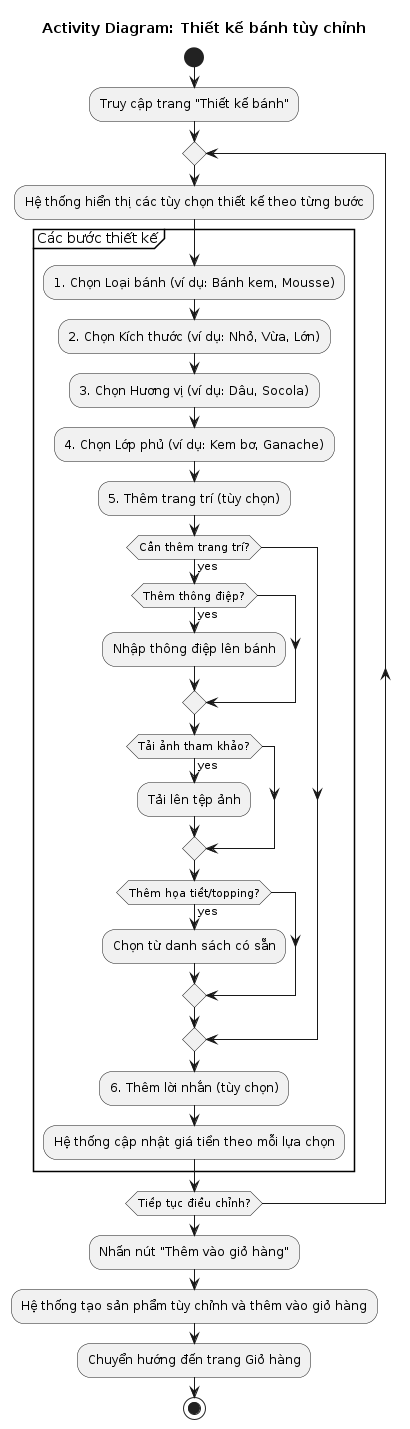 Activity Diagram: Thiết kế bánh tùy chỉnh
Truy cập trang "Thiết kế bánh"
Hệ thống hiển thị các tùy chọn thiết kế theo từng bước
Các bước thiết kế
1. Chọn Loại bánh (ví dụ: Bánh kem, Mousse)
2. Chọn Kích thước (ví dụ: Nhỏ, Vừa, Lớn)
3. Chọn Hương vị (ví dụ: Dâu, Socola)
4. Chọn Lớp phủ (ví dụ: Kem bơ, Ganache)
5. Thêm trang trí (tùy chọn)
Cần thêm trang trí?
yes
Thêm thông điệp?
yes
Nhập thông điệp lên bánh
Tải ảnh tham khảo?
yes
Tải lên tệp ảnh
Thêm họa tiết/topping?
yes
Chọn từ danh sách có sẵn
6. Thêm lời nhắn (tùy chọn)
Hệ thống cập nhật giá tiền theo mỗi lựa chọn
Tiếp tục điều chỉnh?
Nhấn nút "Thêm vào giỏ hàng"
Hệ thống tạo sản phẩm tùy chỉnh và thêm vào giỏ hàng
Chuyển hướng đến trang Giỏ hàng